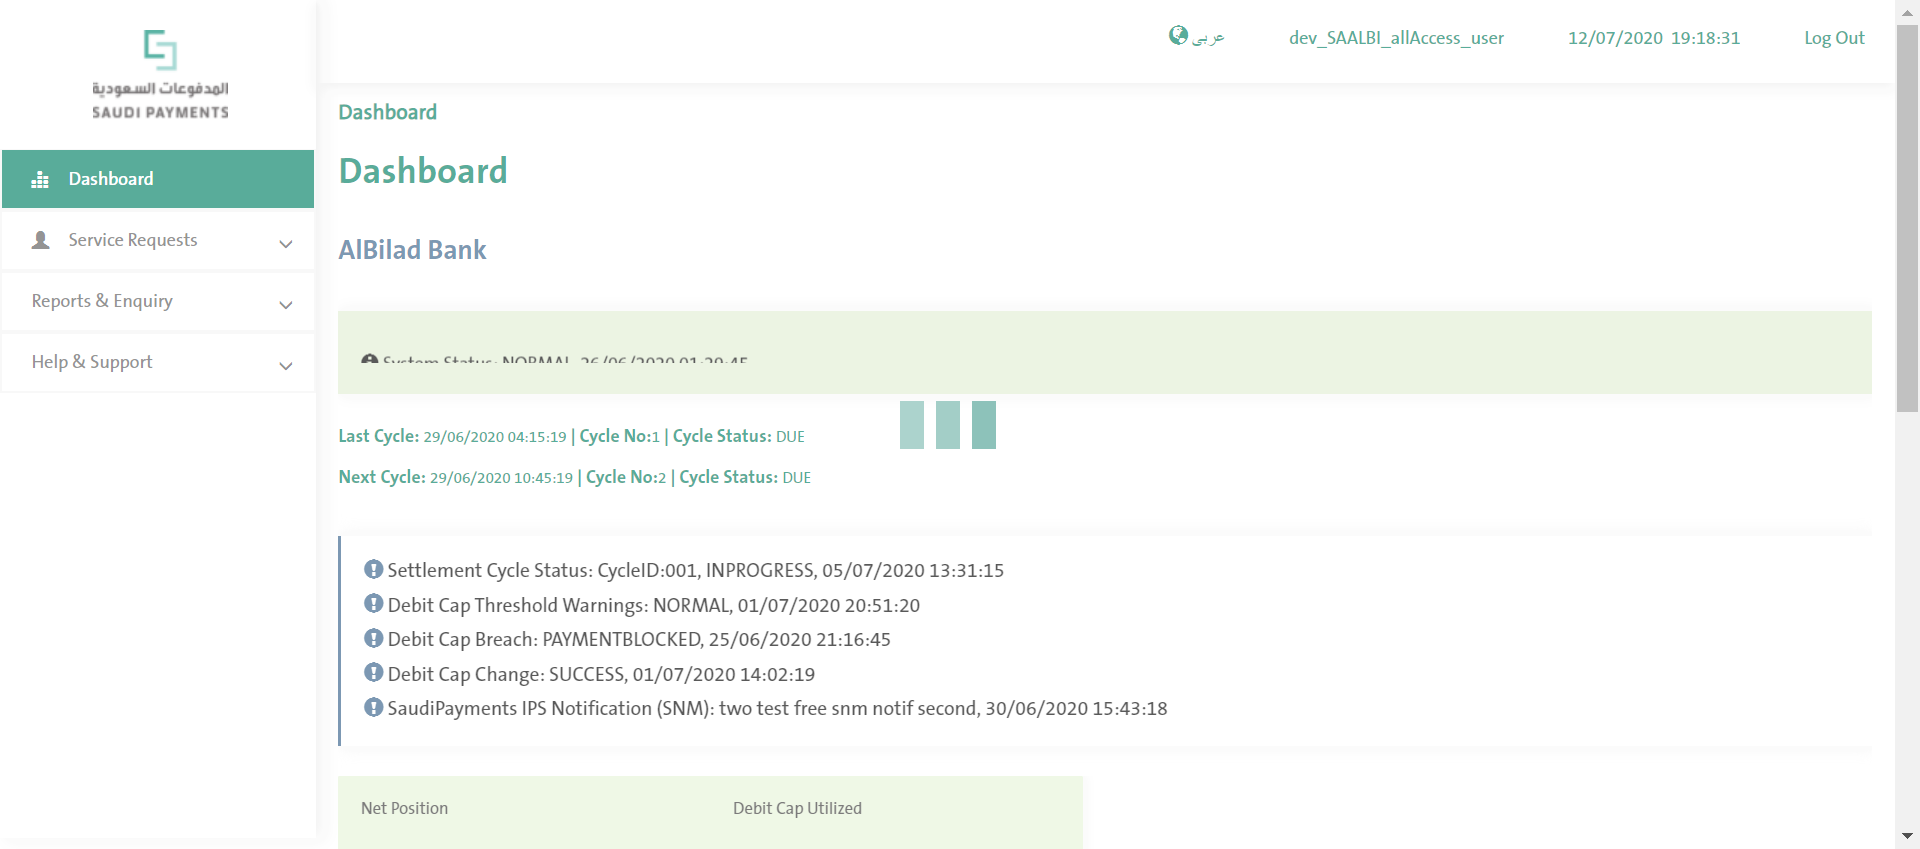 عربى
dev_SAALBI_allAccess_user
12/07/2020 19:18:31
Log Out
المدفوعات السعودية
SAUDI PAYMENTS
Dashboard
Service Requests
Reports & Enquiry
Help & Support
Dashboard
Dashboard
AlBilad Bank
System Status: NORMAL, 26/06/2020 01:29:45
Last Cycle: 29/06/2020 04:15:19 | Cycle No:1 | Cycle Status: DUE
Next Cycle: 29/06/2020 10:45:19 | Cycle No:2 | Cycle Status: DUE
Settlement Cycle Status: CycleID:001, INPROGRESS, 05/07/2020 13:31:15
Debit Cap Threshold Warnings: NORMAL, 01/07/2020 20:51:20
Debit Cap Breach: PAYMENTBLOCKED, 25/06/2020 21:16:45
Debit Cap Change: SUCCESS, 01/07/2020 14:02:19
SaudiPayments IPS Notification (SNM): two test free snm notif second, 30/06/2020 15:43:18
Net Position
Debit Cap Utilized